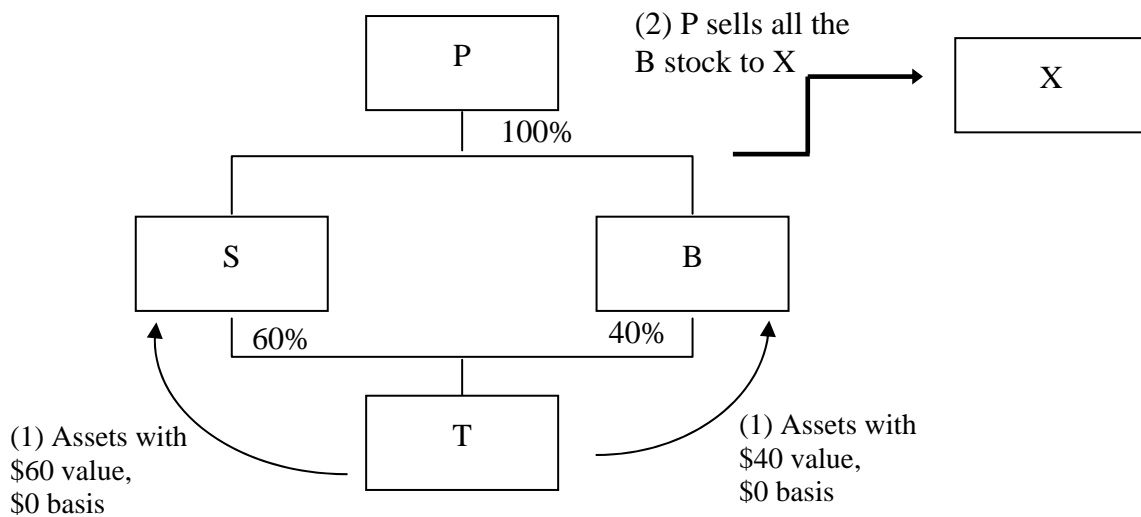 (2) P sells all the
B stock to X
P
X
100%
S
B
60%
40%
(1) Assets with
$60 value,
$0 basis
T
(1) Assets with
$40 value,
$0 basis